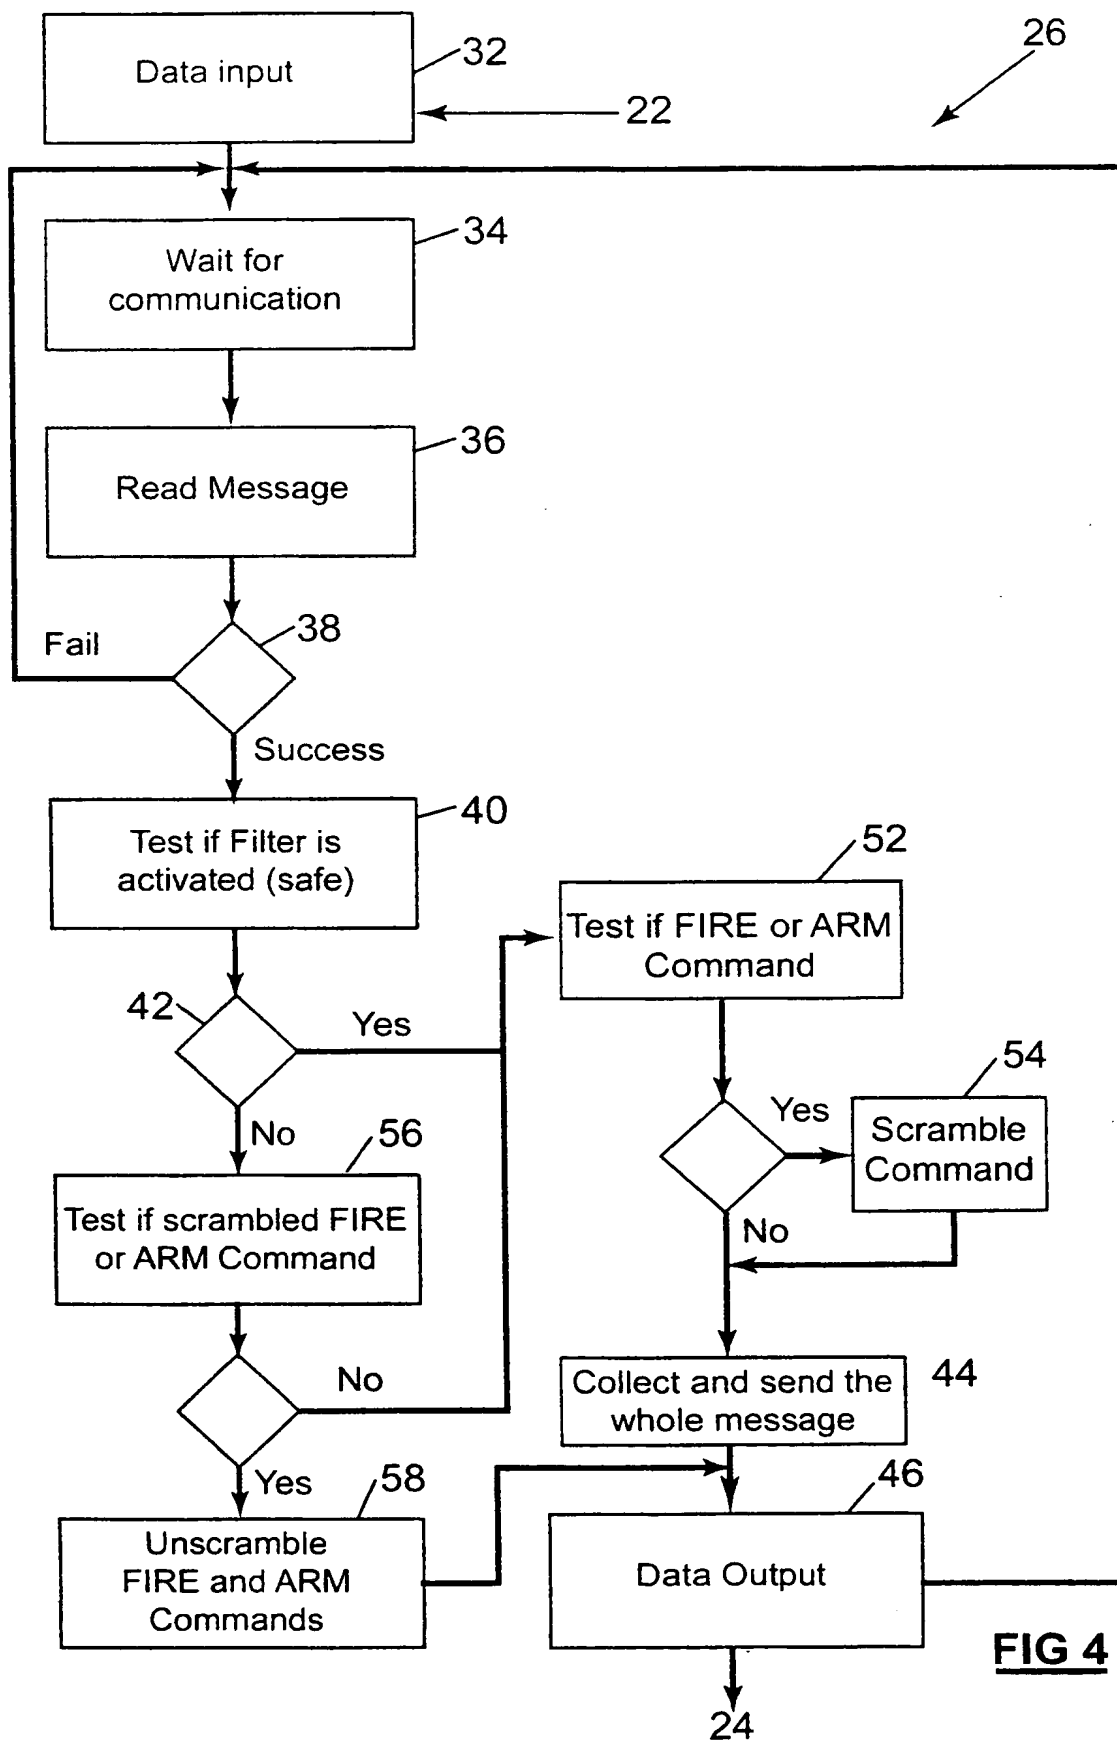 Data input
32
22
26
Wait for
communication
34
Read Message
36
Fail
38
Success
Test if Filter is
activated (safe)
40
42
Yes
No
Test if FIRE or ARM
Command
52
Yes
54
Scramble
Command
No
56
Test if scrambled FIRE
or ARM Command
No
Yes
Collect and send the
whole message
44
58
Unscramble
FIRE and ARM
Commands
46
Data Output
24
FIG 4